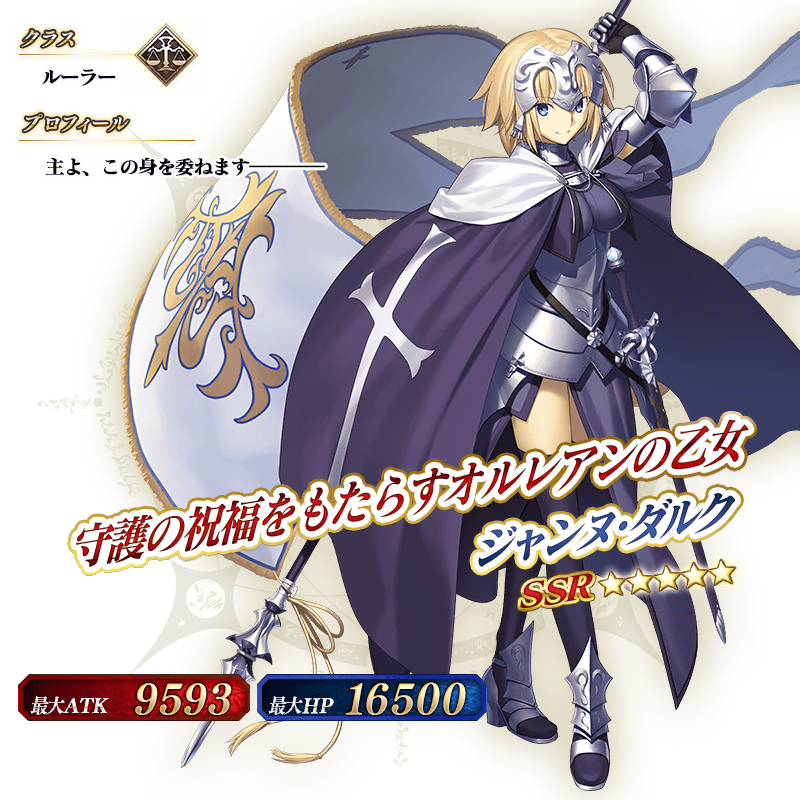 クラス
ルーラー
プロフィール
主よ、この身を委ねます――――
守護の祝福をもたらすオルレアンの乙女
ジャンヌ・ダルク
SSR ☆☆☆☆☆
最大ATK 9593
最大HP 16500